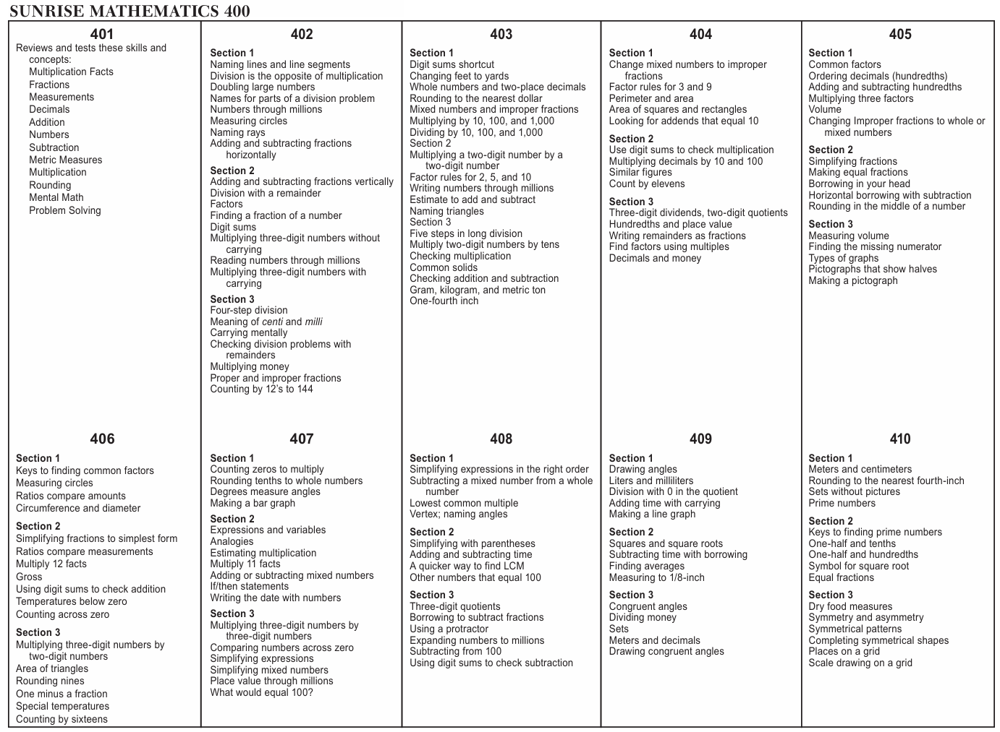 SUNRISE MATHEMATICS 400
401
Reviews and tests these skills and
concepts:
Multiplication Facts
Fractions
Measurements
Decimals
Addition
Numbers
Subtraction
Metric Measures
Multiplication
Rounding
Mental Math
Problem Solving
402
Section 1
Naming lines and line segments
Division is the opposite of multiplication
Doubling large numbers
Names for parts of a division problem
Numbers through millions
Measuring circles
Naming rays
Adding and subtracting fractions
horizontally
Section 2
Adding and subtracting fractions vertically
Division with a remainder
Factors
Finding a fraction of a number
Digit sums
Multiplying three-digit numbers without
carrying
Reading numbers through millions
Multiplying three-digit numbers with
carrying
Section 3
Four-step division
Meaning of centi and milli
Carrying mentally
Checking division problems with
remainders
Multiplying money
Proper and improper fractions
Counting by 12's to 144
403
Section 1
Digit sums shortcut
Changing feet to yards
Whole numbers and two-place decimals
Rounding to the nearest dollar
Mixed numbers and improper fractions
Multiplying by 10, 100, and 1,000
Dividing by 10, 100, and 1,000
Section 2
Multiplying a two-digit number by a
two-digit number
Factor rules for 2, 5, and 10
Writing numbers through millions
Estimate to add and subtract
Naming triangles
Section 3
Five steps in long division
Multiply two-digit numbers by tens
Checking multiplication
Common solids
Checking addition and subtraction
Gram, kilogram, and metric ton
One-fourth inch
404
Section 1
Change mixed numbers to improper
fractions
Factor rules for 3 and 9
Perimeter and area
Area of squares and rectangles
Looking for addends that equal 10
Section 2
Use digit sums to check multiplication
Multiplying decimals by 10 and 100
Similar figures
Count by elevens
Section 3
Three-digit dividends, two-digit quotients
Hundredths and place value
Writing remainders as fractions
Find factors using multiples
Decimals and money
405
Section 1
Common factors
Ordering decimals (hundredths)
Adding and subtracting hundredths
Multiplying three factors
Volume
Changing Improper fractions to whole or
mixed numbers
Section 2
Simplifying fractions
Making equal fractions
Borrowing in your head
Horizontal borrowing with subtraction
Rounding in the middle of a number
Section 3
Measuring volume
Finding the missing numerator
Types of graphs
Pictographs that show halves
Making a pictograph
406
Section 1
Keys to finding common factors
Measuring circles
Ratios compare amounts
Circumference and diameter
Section 2
Simplifying fractions to simplest form
Ratios compare measurements
Multiply 12 facts
Gross
Using digit sums to check addition
Temperatures below zero
Counting across zero
Section 3
Multiplying three-digit numbers by
two-digit numbers
Area of triangles
Rounding nines
One minus a fraction
Special temperatures
Counting by sixteens
407
Section 1
Counting zeros to multiply
Rounding tenths to whole numbers
Degrees measure angles
Making a bar graph
Section 2
Expressions and variables
Analogies
Estimating multiplication
Multiply 11 facts
Adding or subtracting mixed numbers
If/then statements
Writing the date with numbers
Section 3
Multiplying three-digit numbers by
three-digit numbers
Comparing numbers across zero
Simplifying expressions
Simplifying mixed numbers
Place value through millions
What would equal 100?
408
Section 1
Simplifying expressions in the right order
Subtracting a mixed number from a whole
number
Lowest common multiple
Vertex; naming angles
Section 2
Simplifying with parentheses
Adding and subtracting time
A quicker way to find LCM
Other numbers that equal 100
Section 3
Three-digit quotients
Borrowing to subtract fractions
Using a protractor
Expanding numbers to millions
Subtracting from 100
Using digit sums to check subtraction
409
Section 1
Drawing angles
Liters and milliliters
Division with 0 in the quotient
Adding time with carrying
Making a line graph
Section 2
Squares and square roots
Subtracting time with borrowing
Finding averages
Measuring to 1/8-inch
Section 3
Congruent angles
Dividing money
Sets
Meters and decimals
Drawing congruent angles
410
Section 1
Meters and centimeters
Rounding to the nearest fourth-inch
Sets without pictures
Prime numbers
Section 2
Keys to finding prime numbers
One-half and tenths
One-half and hundredths
Symbol for square root
Equal fractions
Section 3
Dry food measures
Symmetry and asymmetry
Symmetrical patterns
Completing symmetrical shapes
Places on a grid
Scale drawing on a grid